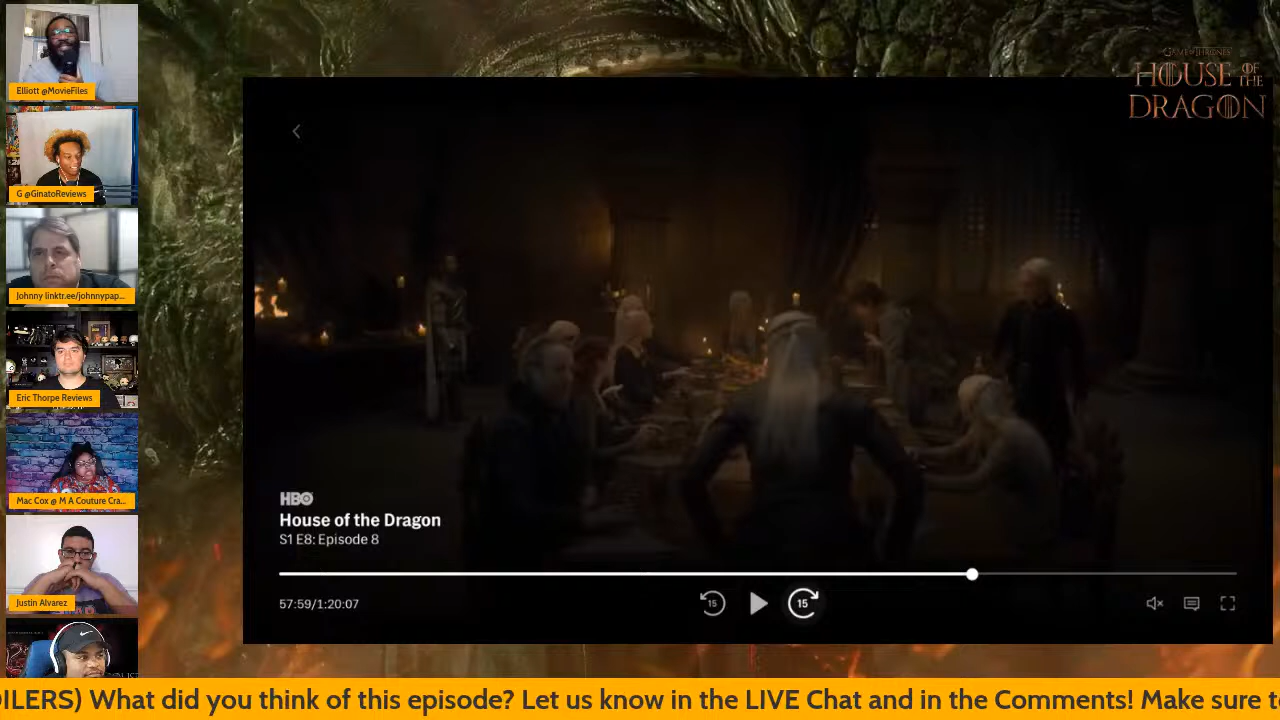 Elliott @MovieFiles
G @GinatoReviews
Johnny linktr.ee/johnnypap...
Eric Thorpe Reviews
Mac Cox @ M A Couture Cra...
Justin Alvarez
GAME OF THRONES
HOUSE OF THE
DRAGON
HBO
House of the Dragon
S1 E8: Episode 8
57:59/1:20:07
15
15
OILERS) What did you think of this episode? Let us know in the LIVE Chat and in the Comments! Make sure t